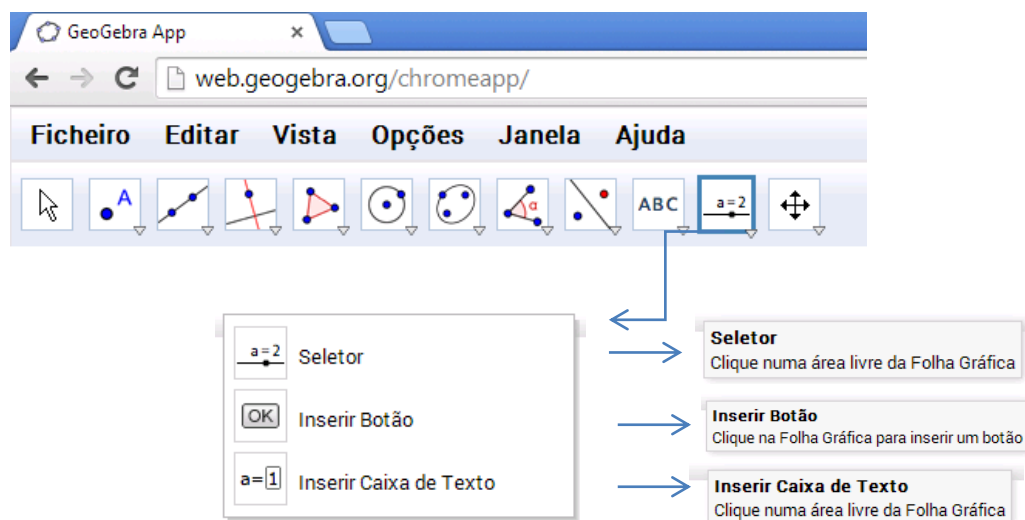 GeoGebra App
web.geogebra.org/chromeapp/
Ficheiro Editar Vista Opções Janela Ajuda
A α ABC a=2
a=2 Seletor
OK Inserir Botão
a=1 Inserir Caixa de Texto
Seletor
Clique numa área livre da Folha Gráfica
Inserir Botão
Clique na Folha Gráfica para inserir um botão
Inserir Caixa de Texto
Clique numa área livre da Folha Gráfica